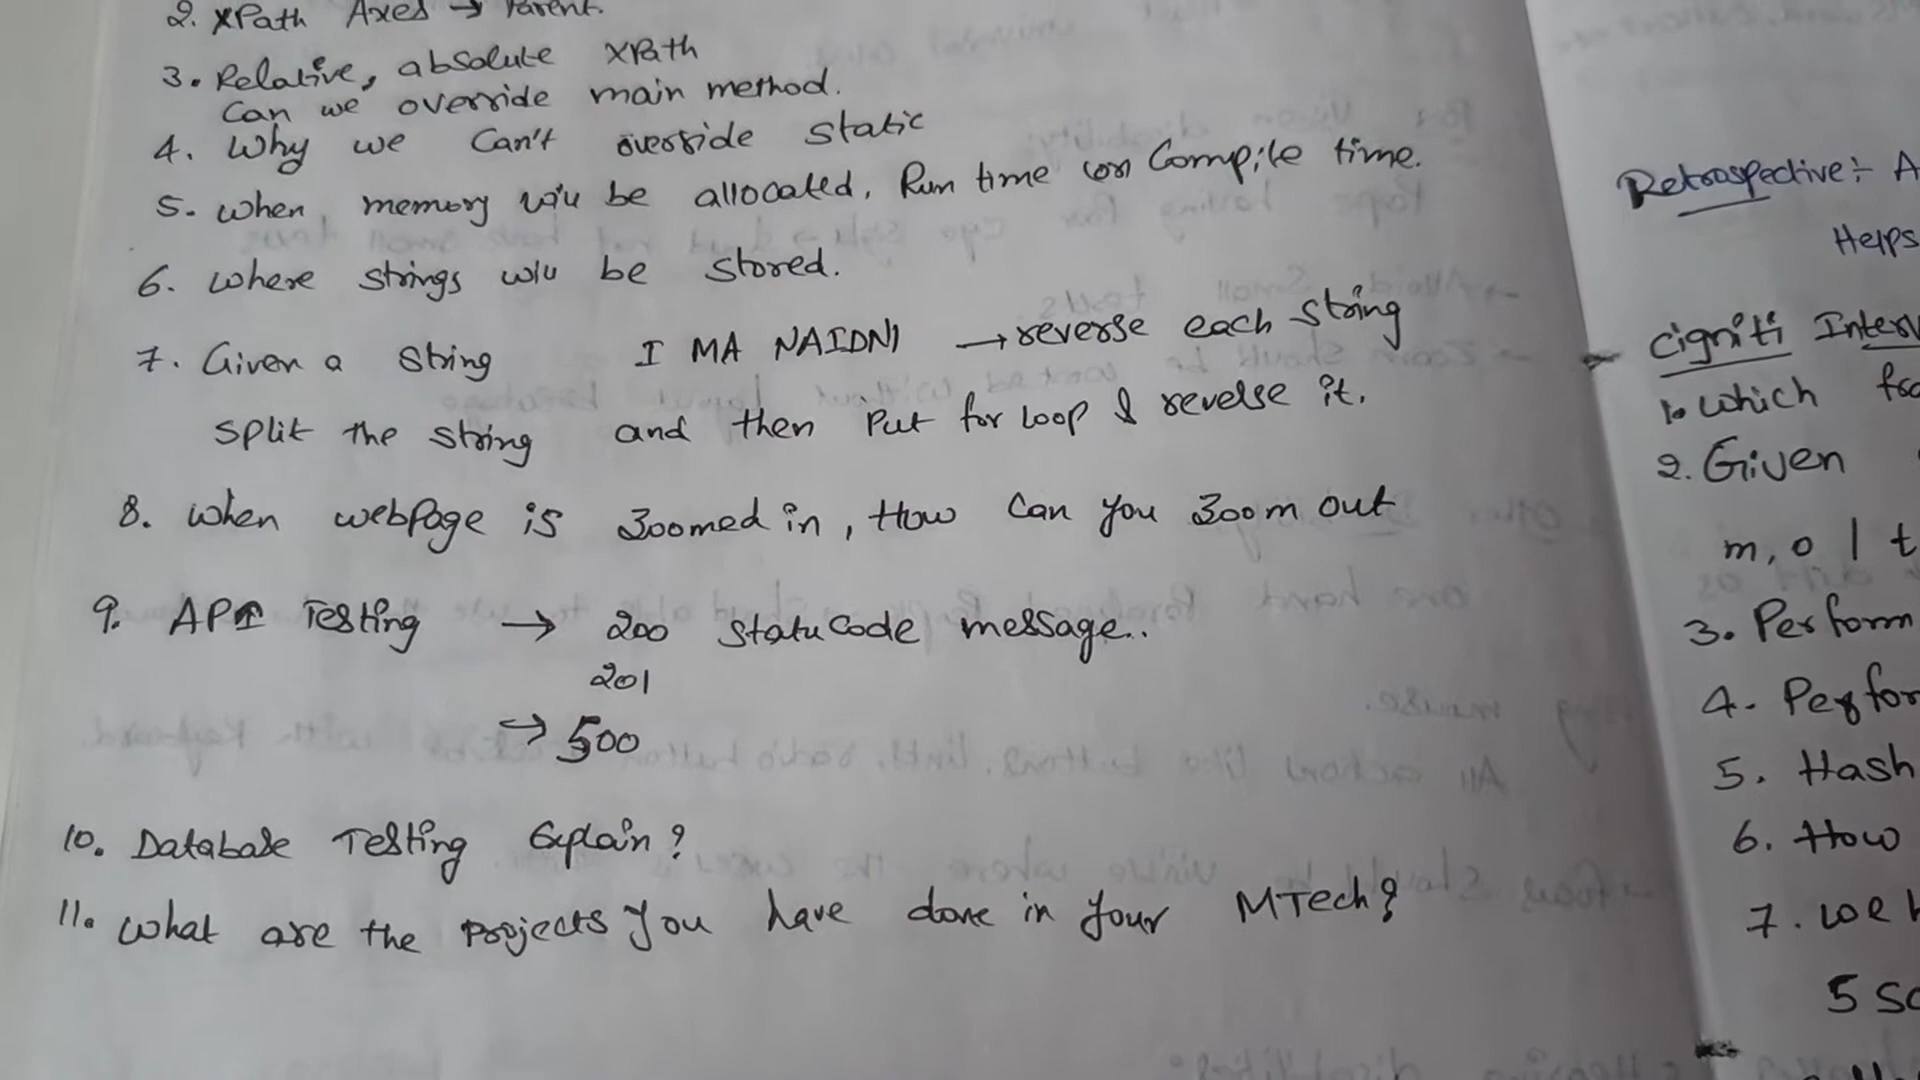 2. XPath Axes → Parent.
3. Relative, absolute XPath
Can we override main method.
4. Why we Can't override static
5. when memory will be allocated, Run time (or) Compile time.
6. where strings will be stored.
7. Given a String I MA NAIDNI → reverse each string
split the string and then Put for loop & reverse it.
8. when webpage is zoomed in, How Can you zoom out
9. API Testing → 200 statuCode message..
201
→ 500
10. Database Testing Explain?
11. what are the projects you have done in your MTech?
Retrospective:- A
Helps
Cigniti Interv
1. which
2. Given
m, o | t
3. Perform
4. Perfor
5. Hash
6. How
7. we h
5 Sc